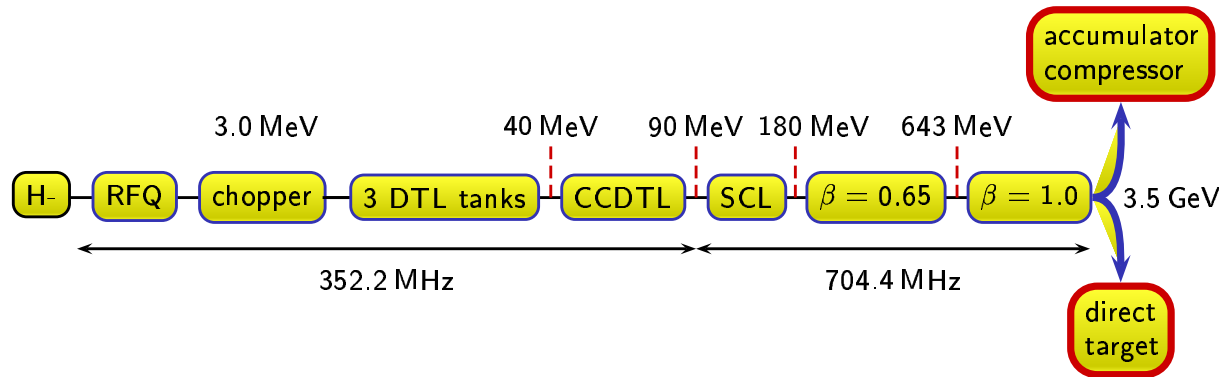 accumulator
compressor
3.0 MeV
40 MeV
90 MeV
180 MeV
643 MeV
H-
RFQ
chopper
3 DTL tanks
CCDTL
SCL
β = 0.65
β = 1.0
3.5 GeV
352.2 MHz
704.4 MHz
direct
target